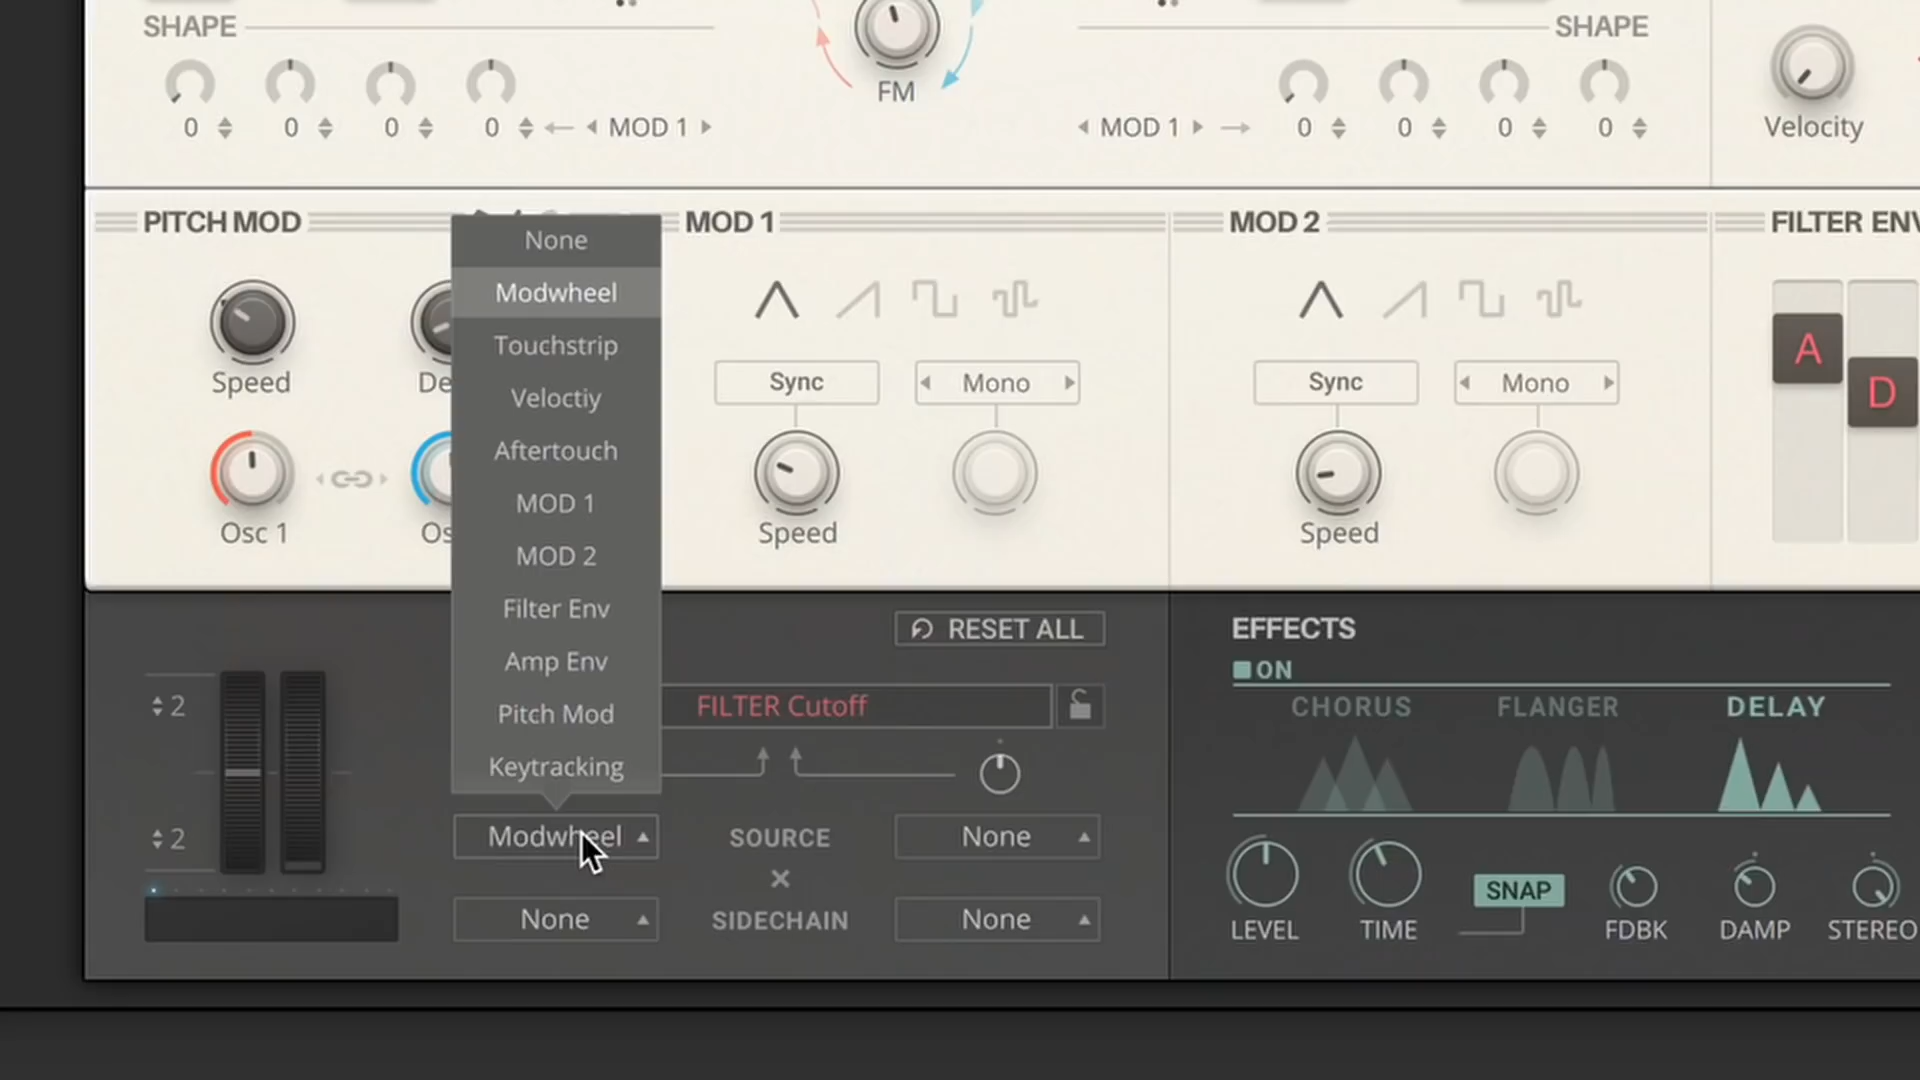 SHAPE
SHAPE
FM
0 0 0 0 MOD 1
MOD 1 0 0 0 0
Velocity
PITCH MOD
MOD 1
MOD 2
FILTER ENV
None
Modwheel
Touchstrip
Veloctiy
Aftertouch
MOD 1
MOD 2
Filter Env
Amp Env
Pitch Mod
Keytracking
Speed
De
Osc 1
Os
Sync
Mono
Speed
Sync
Mono
Speed
A
D
RESET ALL
2
FILTER Cutoff
2
Modwheel
SOURCE
None
None
SIDECHAIN
None
EFFECTS
ON
CHORUS
FLANGER
DELAY
LEVEL
TIME
SNAP
FDBK
DAMP
STEREO